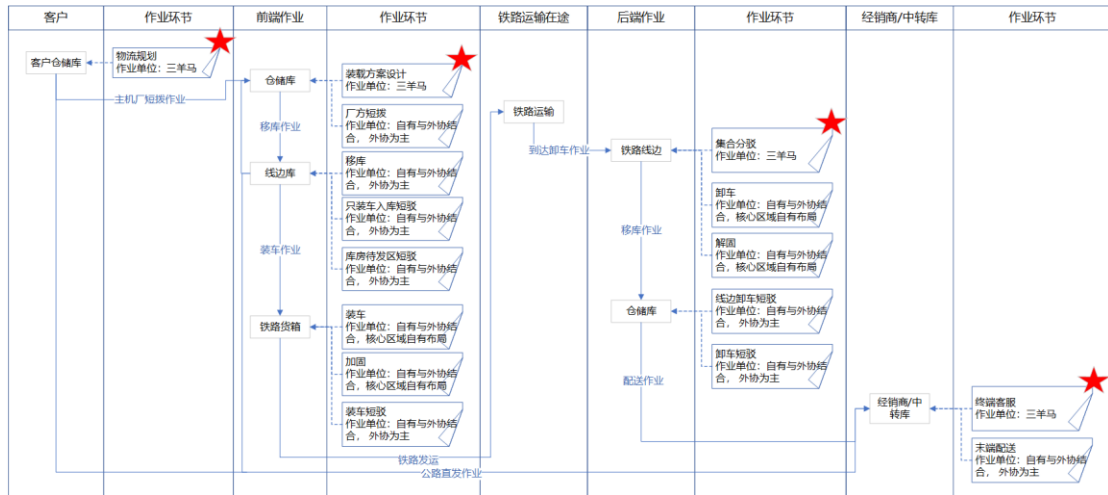 客户
作业环节
前端作业
作业环节
铁路运输在途
后端作业
作业环节
经销商/中转库
作业环节
客户仓储库
物流规划
作业单位：三羊马
主机厂短拨作业
仓储库
装载方案设计
作业单位：三羊马
厂方短拨
作业单位：自有与外协结
合， 外协为主
移库作业
线边库
移库
作业单位：自有与外协结
合， 外协为主
只装车入库短驳
作业单位：自有与外协结
合， 外协为主
库房待发区短驳
作业单位：自有与外协结
合， 外协为主
装车作业
铁路货箱
装车
作业单位：自有与外协结
合，核心区域自有布局
加固
作业单位：自有与外协结
合，核心区域自有布局
装车短驳
作业单位：自有与外协结
合， 外协为主
铁路发运
公路直发作业
铁路运输
到达卸车作业
铁路线边
集合分驳
作业单位：三羊马
卸车
作业单位：自有与外协结
合，核心区域自有布局
解固
作业单位：自有与外协结
合，核心区域自有布局
移库作业
仓储库
线边卸车短驳
作业单位：自有与外协结
合， 外协为主
卸车短驳
作业单位：自有与外协结
合， 外协为主
配送作业
经销商/中
转库
终端客服
作业单位：三羊马
末端配送
作业单位：自有与外协结
合， 外协为主